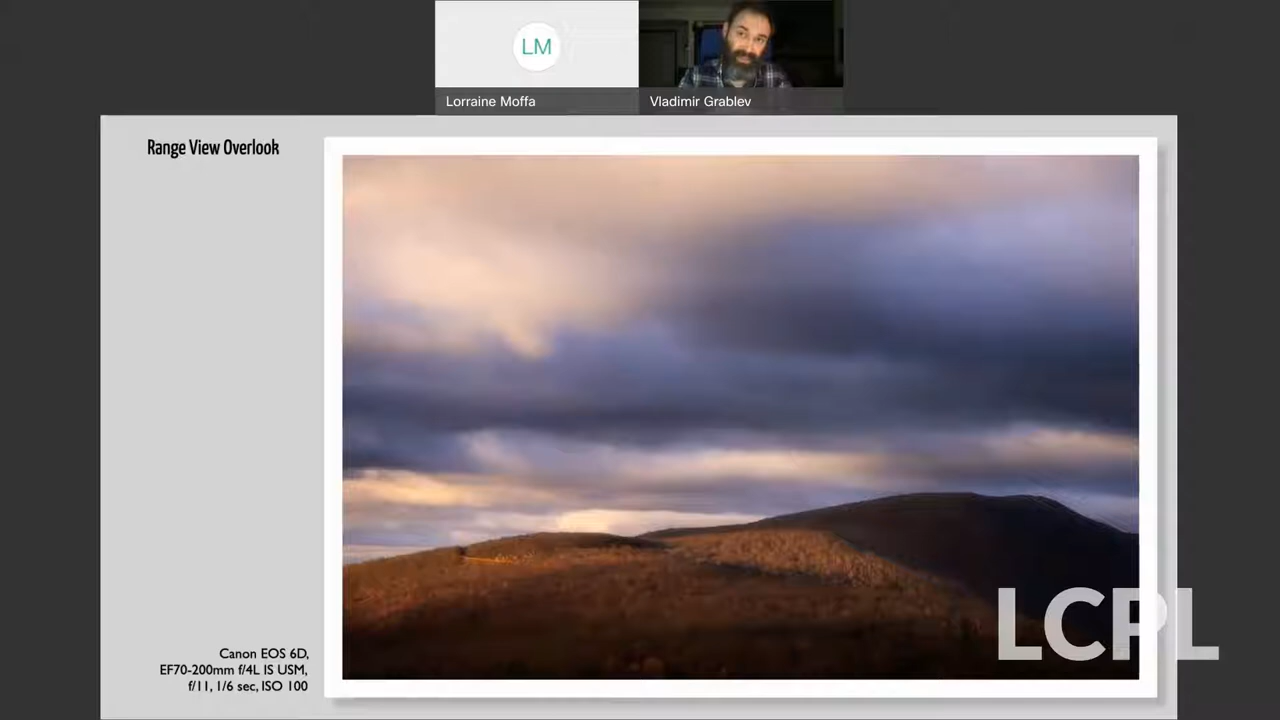 LM
Lorraine Moffa
Vladimir Grablev
Range View Overlook
Canon EOS 6D,
EF70-200mm f/4L IS USM,
f/11, 1/6 sec, ISO 100
LCPL